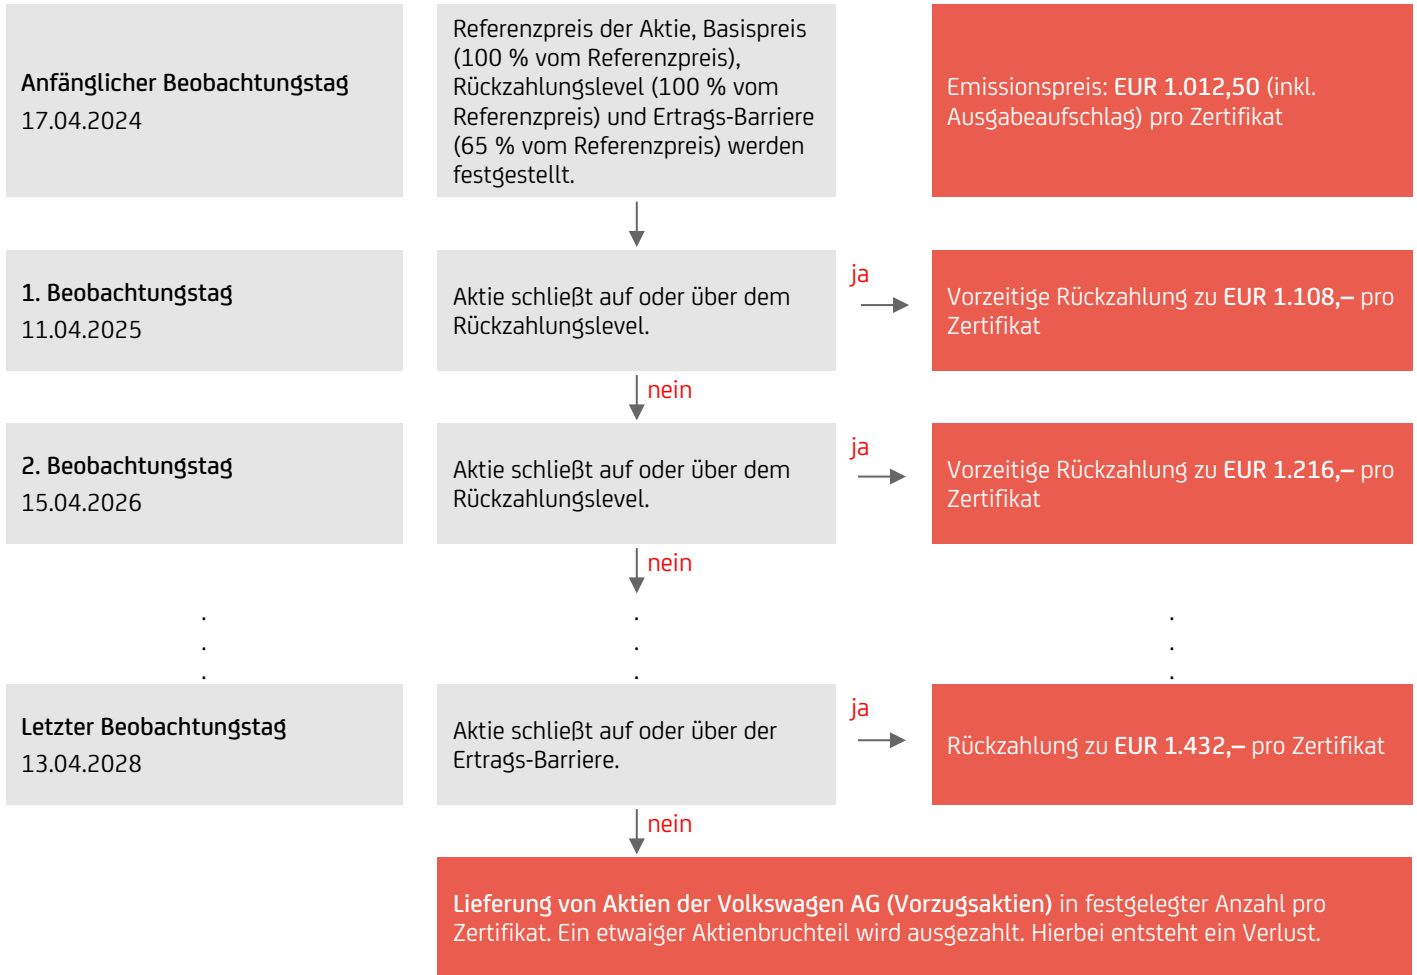 Anfänglicher Beobachtungstag
17.04.2024
Referenzpreis der Aktie, Basispreis
(100 % vom Referenzpreis),
Rückzahlungslevel (100 % vom
Referenzpreis) und Ertrags-Barriere
(65 % vom Referenzpreis) werden
festgestellt.
Emissionspreis: EUR 1.012,50 (inkl.
Ausgabeaufschlag) pro Zertifikat
1. Beobachtungstag
11.04.2025
Aktie schließt auf oder über dem
Rückzahlungslevel.
ja
Vorzeitige Rückzahlung zu EUR 1.108,– pro
Zertifikat
nein
2. Beobachtungstag
15.04.2026
Aktie schließt auf oder über dem
Rückzahlungslevel.
ja
Vorzeitige Rückzahlung zu EUR 1.216,– pro
Zertifikat
nein
. . .
. . .
. . .
Letzter Beobachtungstag
13.04.2028
Aktie schließt auf oder über der
Ertrags-Barriere.
ja
Rückzahlung zu EUR 1.432,– pro Zertifikat
nein
Lieferung von Aktien der Volkswagen AG (Vorzugsaktien) in festgelegter Anzahl pro
Zertifikat. Ein etwaiger Aktienbruchteil wird ausgezahlt. Hierbei entsteht ein Verlust.